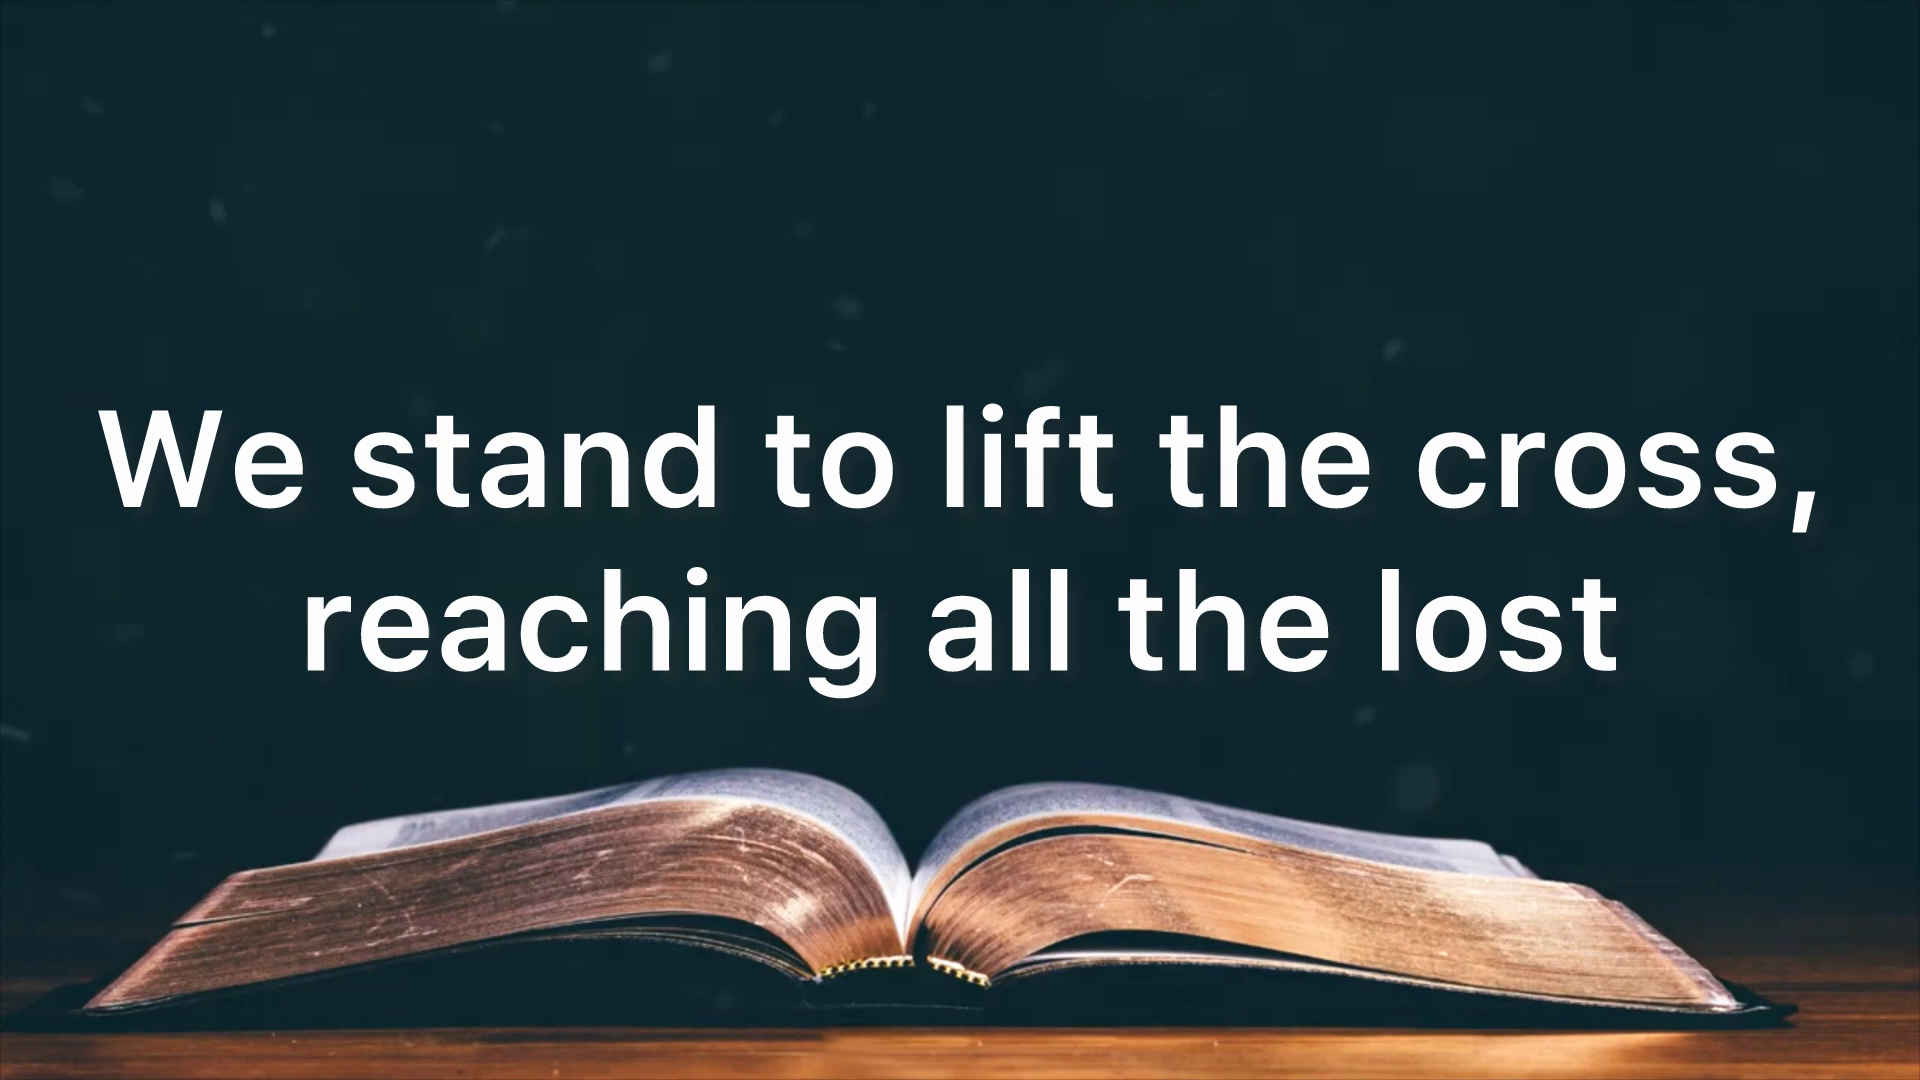 We stand to lift the cross,
reaching all the lost